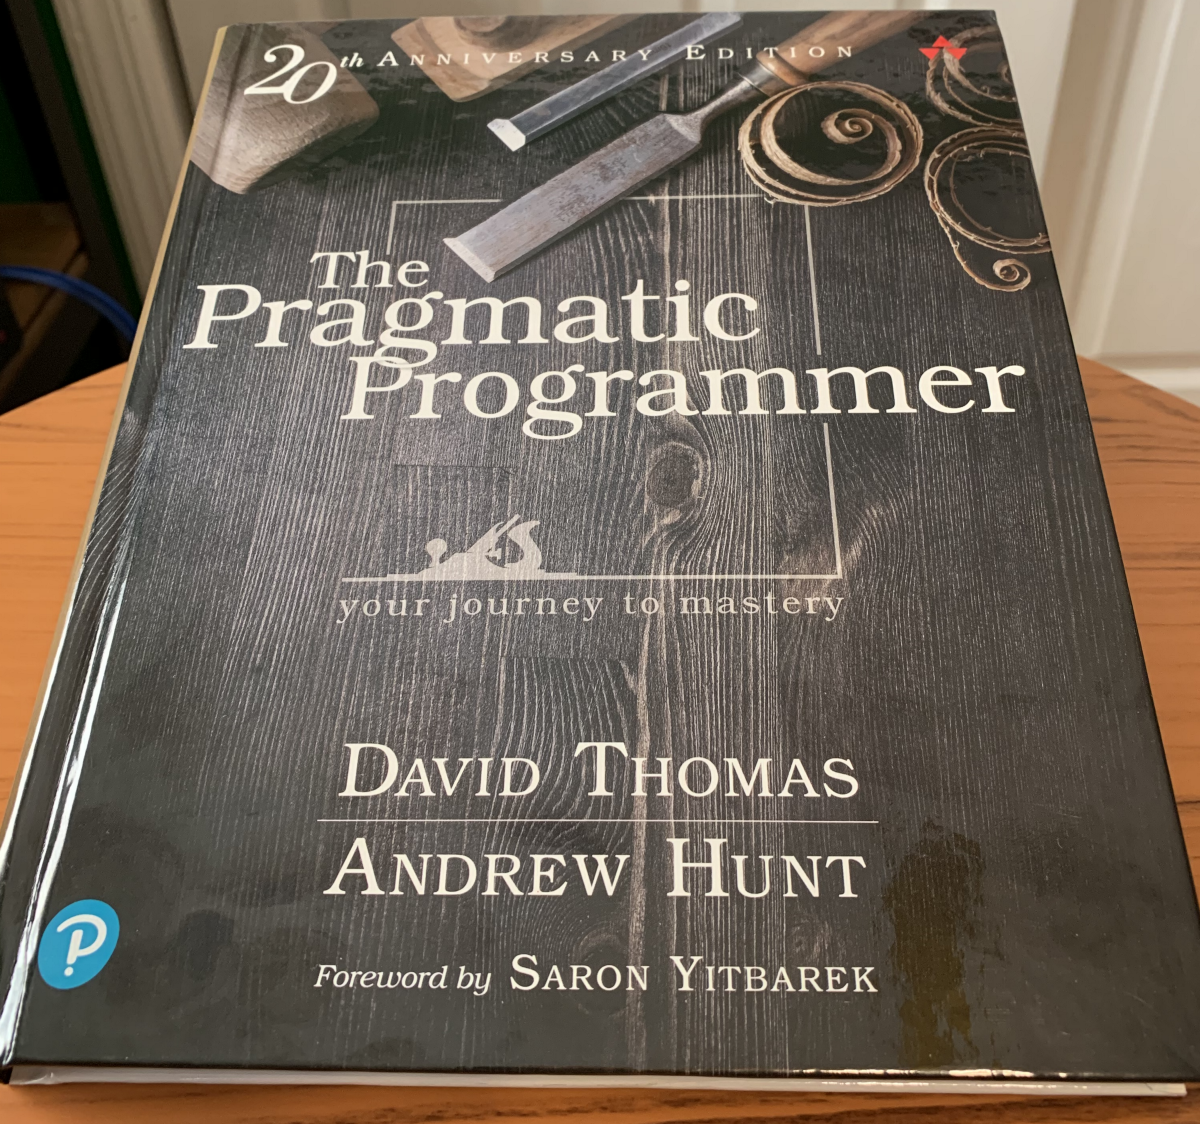 20th ANNIVERSARY EDITION
The
Pragmatic
Programmer
your journey to mastery
DAVID THOMAS
ANDREW HUNT
Foreword by SARON YITBAREK